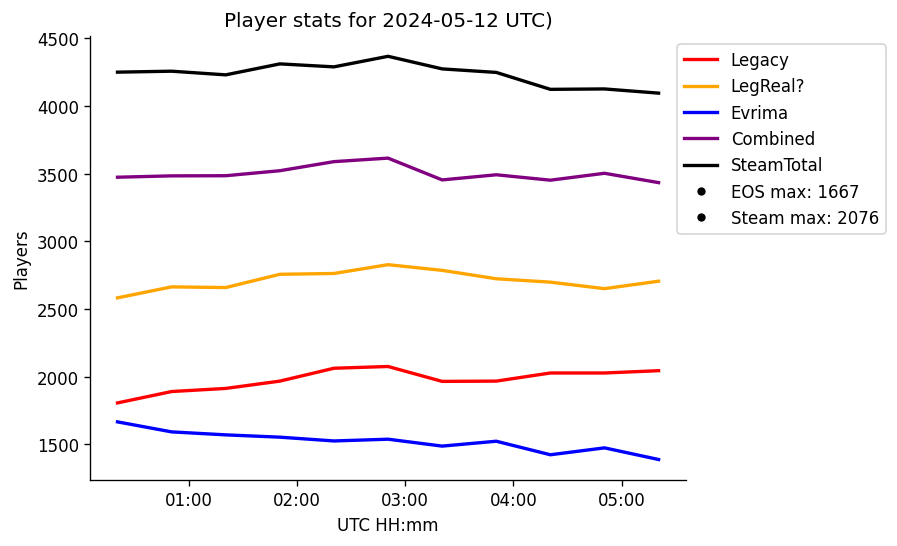 Player stats for 2024-05-12 UTC)
4500
4000
3500
3000
2500
2000
1500
Players
01:00
02:00
03:00
04:00
05:00
UTC HH:mm
Legacy
LegReal?
Evrima
Combined
SteamTotal
EOS max: 1667
Steam max: 2076